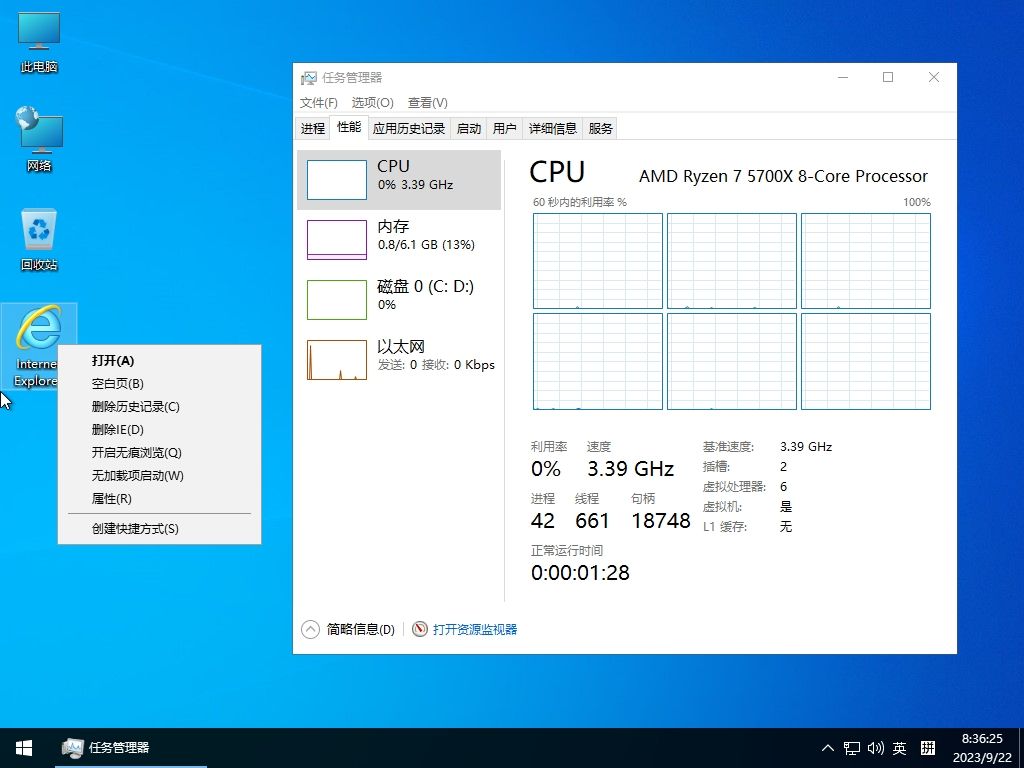 此电脑
网络
回收站
Interne
Explore
打开(A)
空白页(B)
删除历史记录(C)
删除IE(D)
开启无痕浏览(Q)
无加载项启动(W)
属性(R)
创建快捷方式(S)
任务管理器
文件(F) 选项(O) 查看(V)
进程 性能 应用历史记录 启动 用户 详细信息 服务
CPU
0% 3.39 GHz
内存
0.8/6.1 GB (13%)
磁盘 0 (C: D:)
0%
以太网
发送: 0 接收: 0 Kbps
CPU AMD Ryzen 7 5700X 8-Core Processor
60 秒内的利用率 % 100%
利用率 速度
0% 3.39 GHz
进程 线程 句柄
42 661 18748
正常运行时间
0:00:01:28
基准速度: 3.39 GHz
插槽: 2
虚拟处理器: 6
虚拟机: 是
L1 缓存: 无
简略信息(D) 打开资源监视器
任务管理器
英 拼
8:36:25
2023/9/22